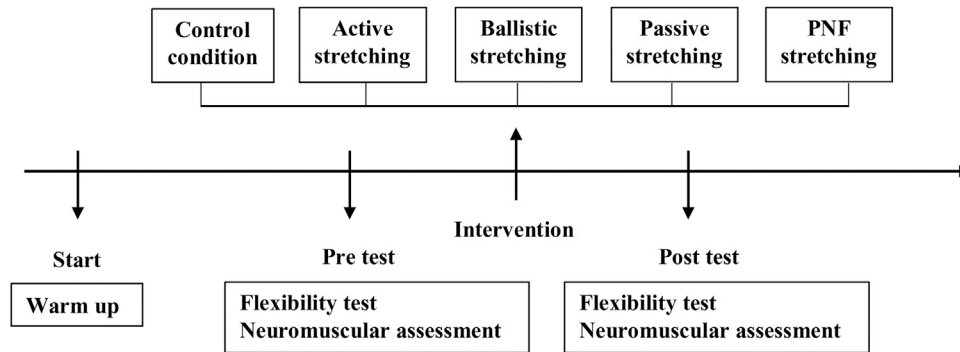 Control
condition
Active
stretching
Ballistic
stretching
Passive
stretching
PNF
stretching
Intervention
Start
Pre test
Post test
Warm up
Flexibility test
Neuromuscular assessment
Flexibility test
Neuromuscular assessment